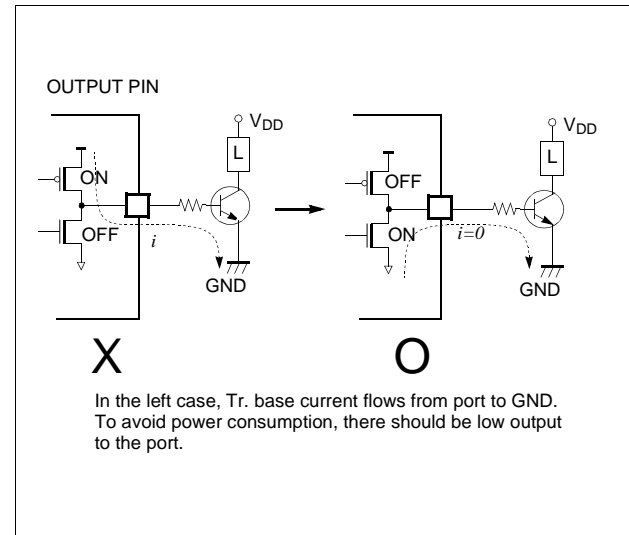 OUTPUT PIN
ON
OFF
i
VDD
L
GND
OFF
ON
i=0
VDD
L
GND
X
O
In the left case, Tr. base current flows from port to GND.
To avoid power consumption, there should be low output
to the port.